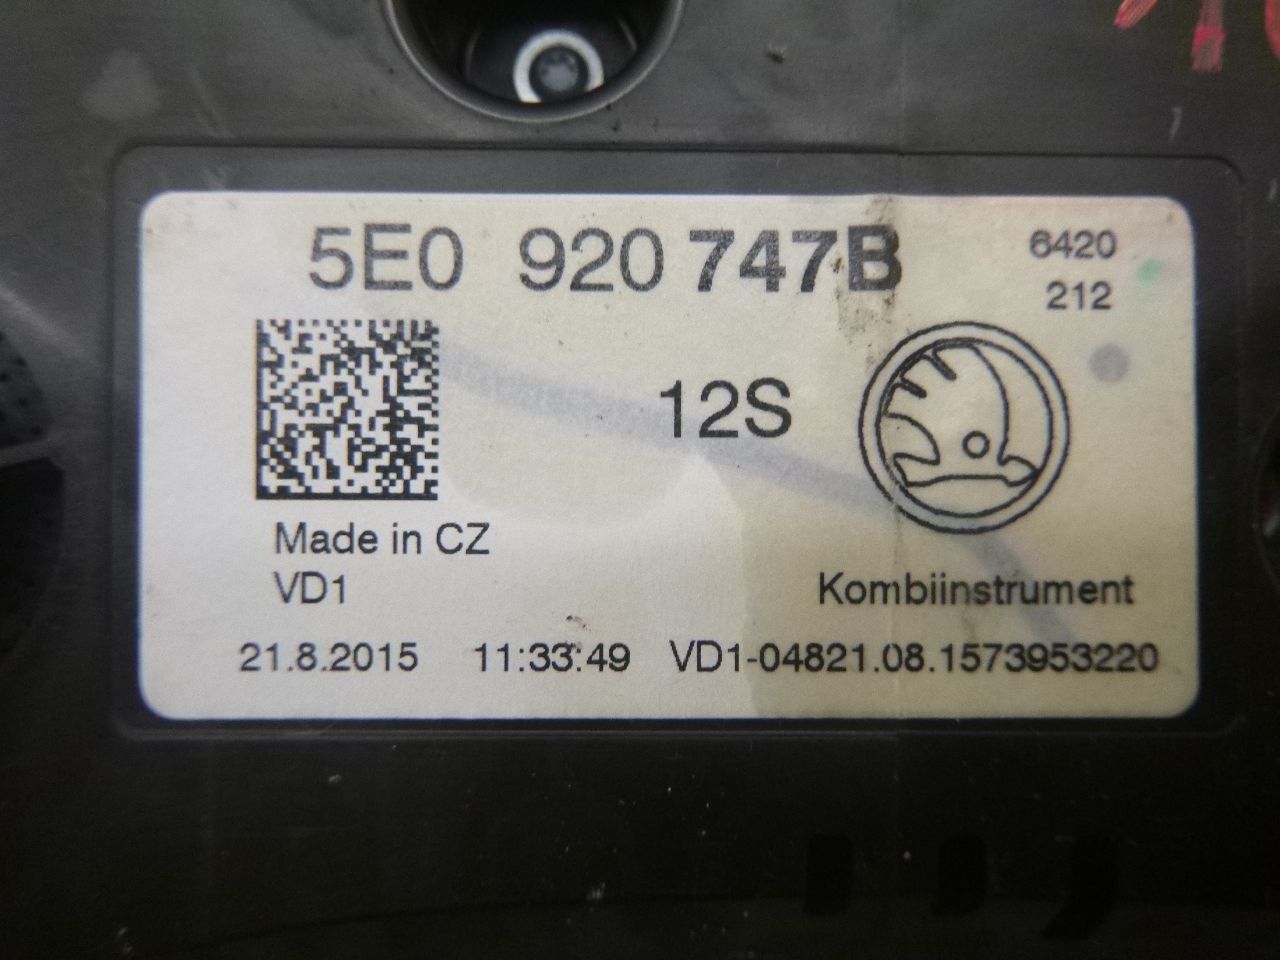 5E0 920 747B
6420
212
12S
Made in CZ
VD1
Kombiinstrument
21.8.2015 11:33:49 VD1-04821.08.1573953220